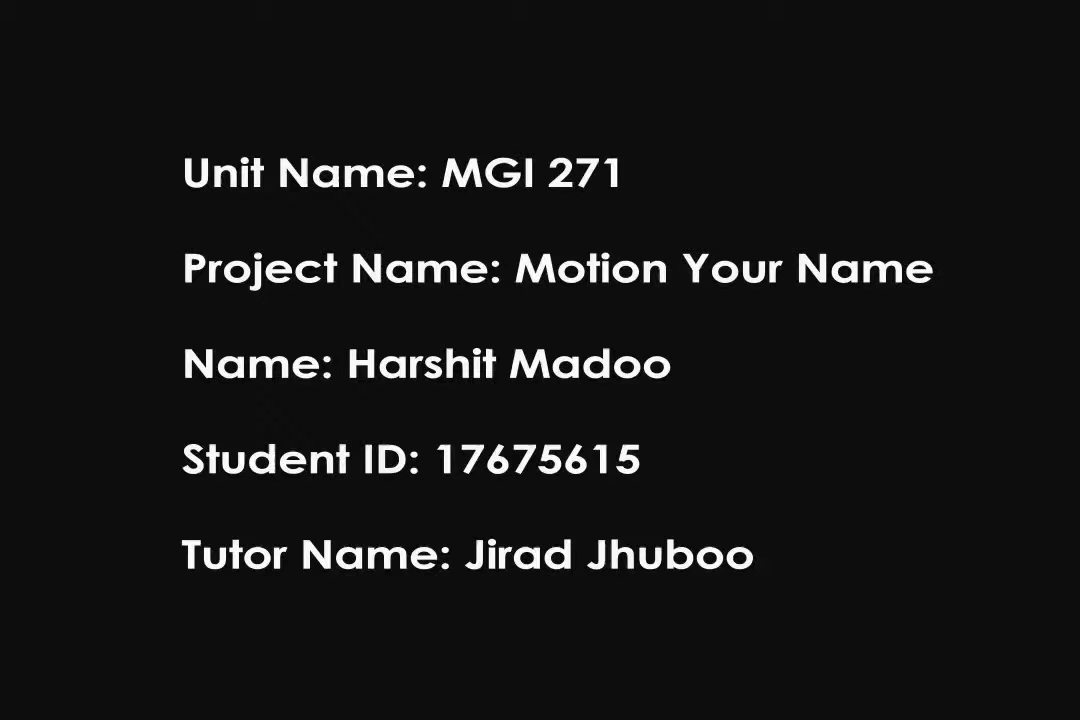 Unit Name: MGI 271
Project Name: Motion Your Name
Name: Harshit Madoo
Student ID: 17675615
Tutor Name: Jirad Jhuboo